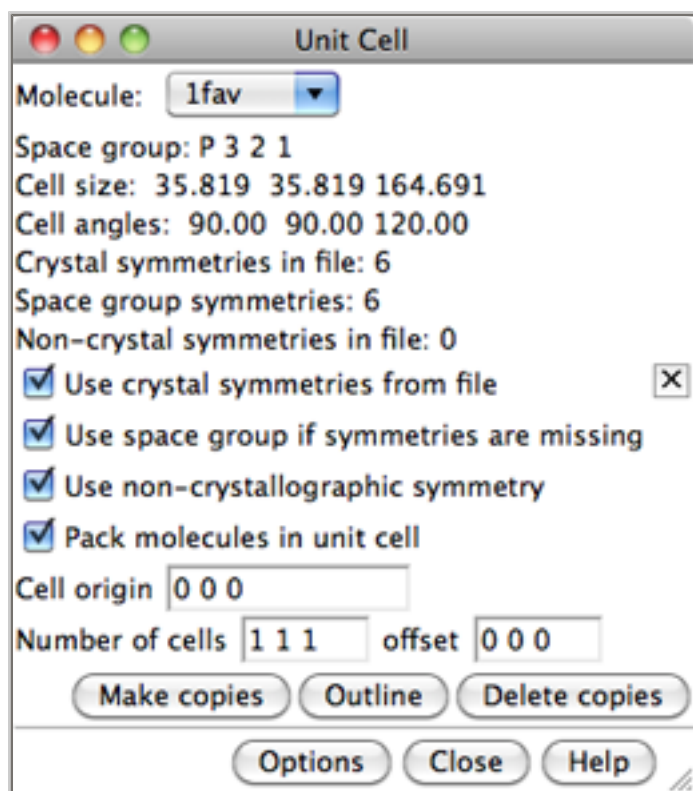 Unit Cell
Molecule: 1fav
Space group: P 3 2 1
Cell size: 35.819 35.819 164.691
Cell angles: 90.00 90.00 120.00
Crystal symmetries in file: 6
Space group symmetries: 6
Non-crystal symmetries in file: 0
Use crystal symmetries from file
Use space group if symmetries are missing
Use non-crystallographic symmetry
Pack molecules in unit cell
Cell origin 0 0 0
Number of cells 1 1 1 offset 0 0 0
Make copies Outline Delete copies
Options Close Help